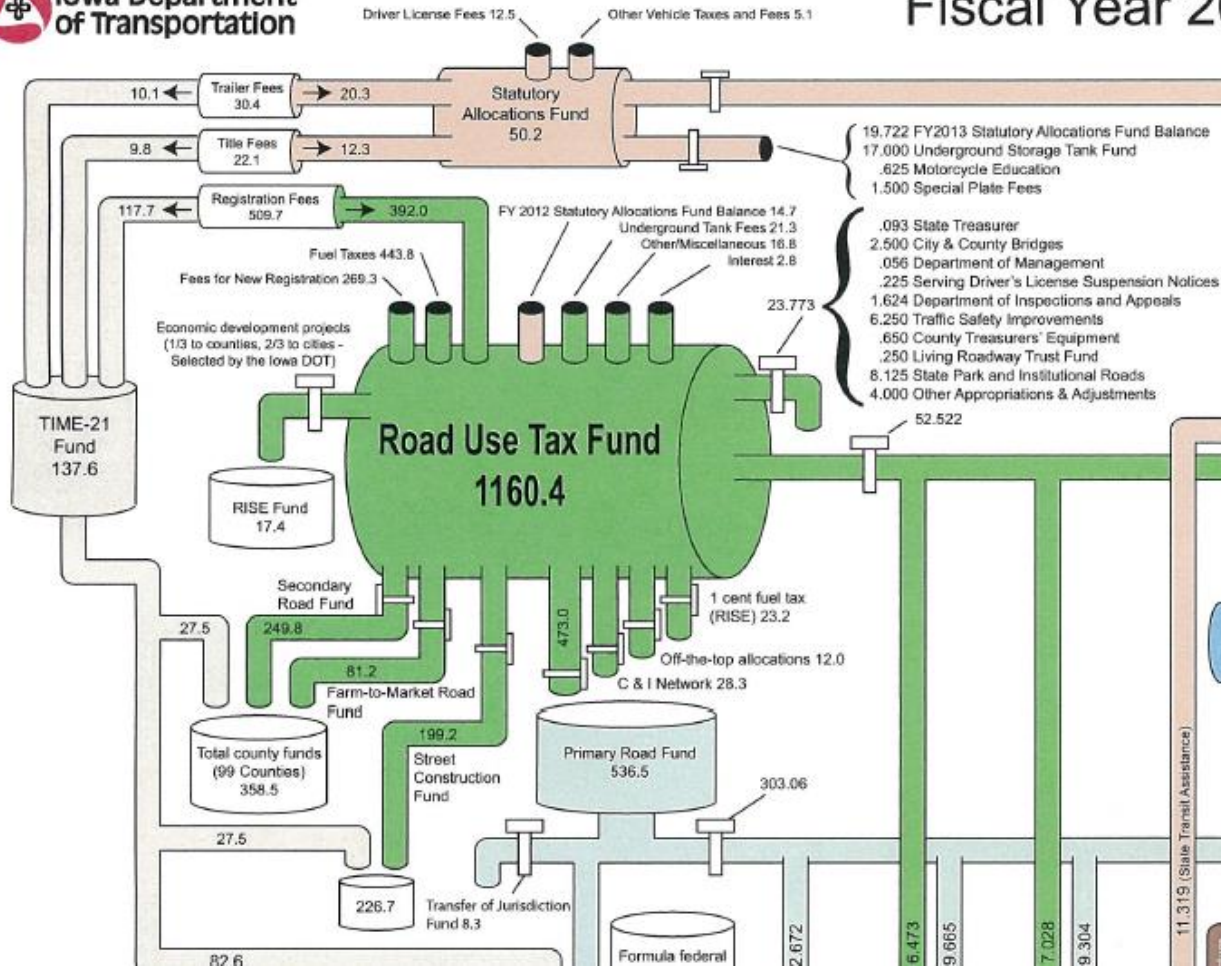 Iowa Department
of Transportation
Fiscal Year
Driver License Fees 12.5
Other Vehicle Taxes and Fees 5.1
10.1
Trailer Fees
30.4
20.3
Statutory
Allocations Fund
50.2
9.8
Title Fees
22.1
12.3
19.722 FY2013 Statutory Allocations Fund Balance
17.000 Underground Storage Tank Fund
.625 Motorcycle Education
1.500 Special Plate Fees
117.7
Registration Fees
509.7
392.0
FY 2012 Statutory Allocations Fund Balance 14.7
Underground Tank Fees 21.3
Other/Miscellaneous 16.8
Interest 2.8
Fuel Taxes 443.8
Fees for New Registration 269.3
23.773
.093 State Treasurer
2.500 City & County Bridges
.056 Department of Management
.225 Serving Driver's License Suspension Notices
1.624 Department of Inspections and Appeals
6.250 Traffic Safety Improvements
.650 County Treasurers' Equipment
.250 Living Roadway Trust Fund
8.125 State Park and Institutional Roads
4.000 Other Appropriations & Adjustments
Economic development projects
(1/3 to counties, 2/3 to cities -
Selected by the Iowa DOT)
TIME-21
Fund
137.6
Road Use Tax Fund
1160.4
52.522
RISE Fund
17.4
Secondary
Road Fund
27.5
249.8
81.2
Farm-to-Market Road
Fund
473.0
1 cent fuel tax
(RISE) 23.2
Off-the-top allocations 12.0
C & I Network 28.3
199.2
Street
Construction
Fund
Total county funds
(99 Counties)
358.5
Primary Road Fund
536.5
303.06
27.5
226.7
Transfer of Jurisdiction
Fund 8.3
Formula federal
82.6
2.672
6.473
9.665
7.028
9.304
11.319 (State Transit Assistance)